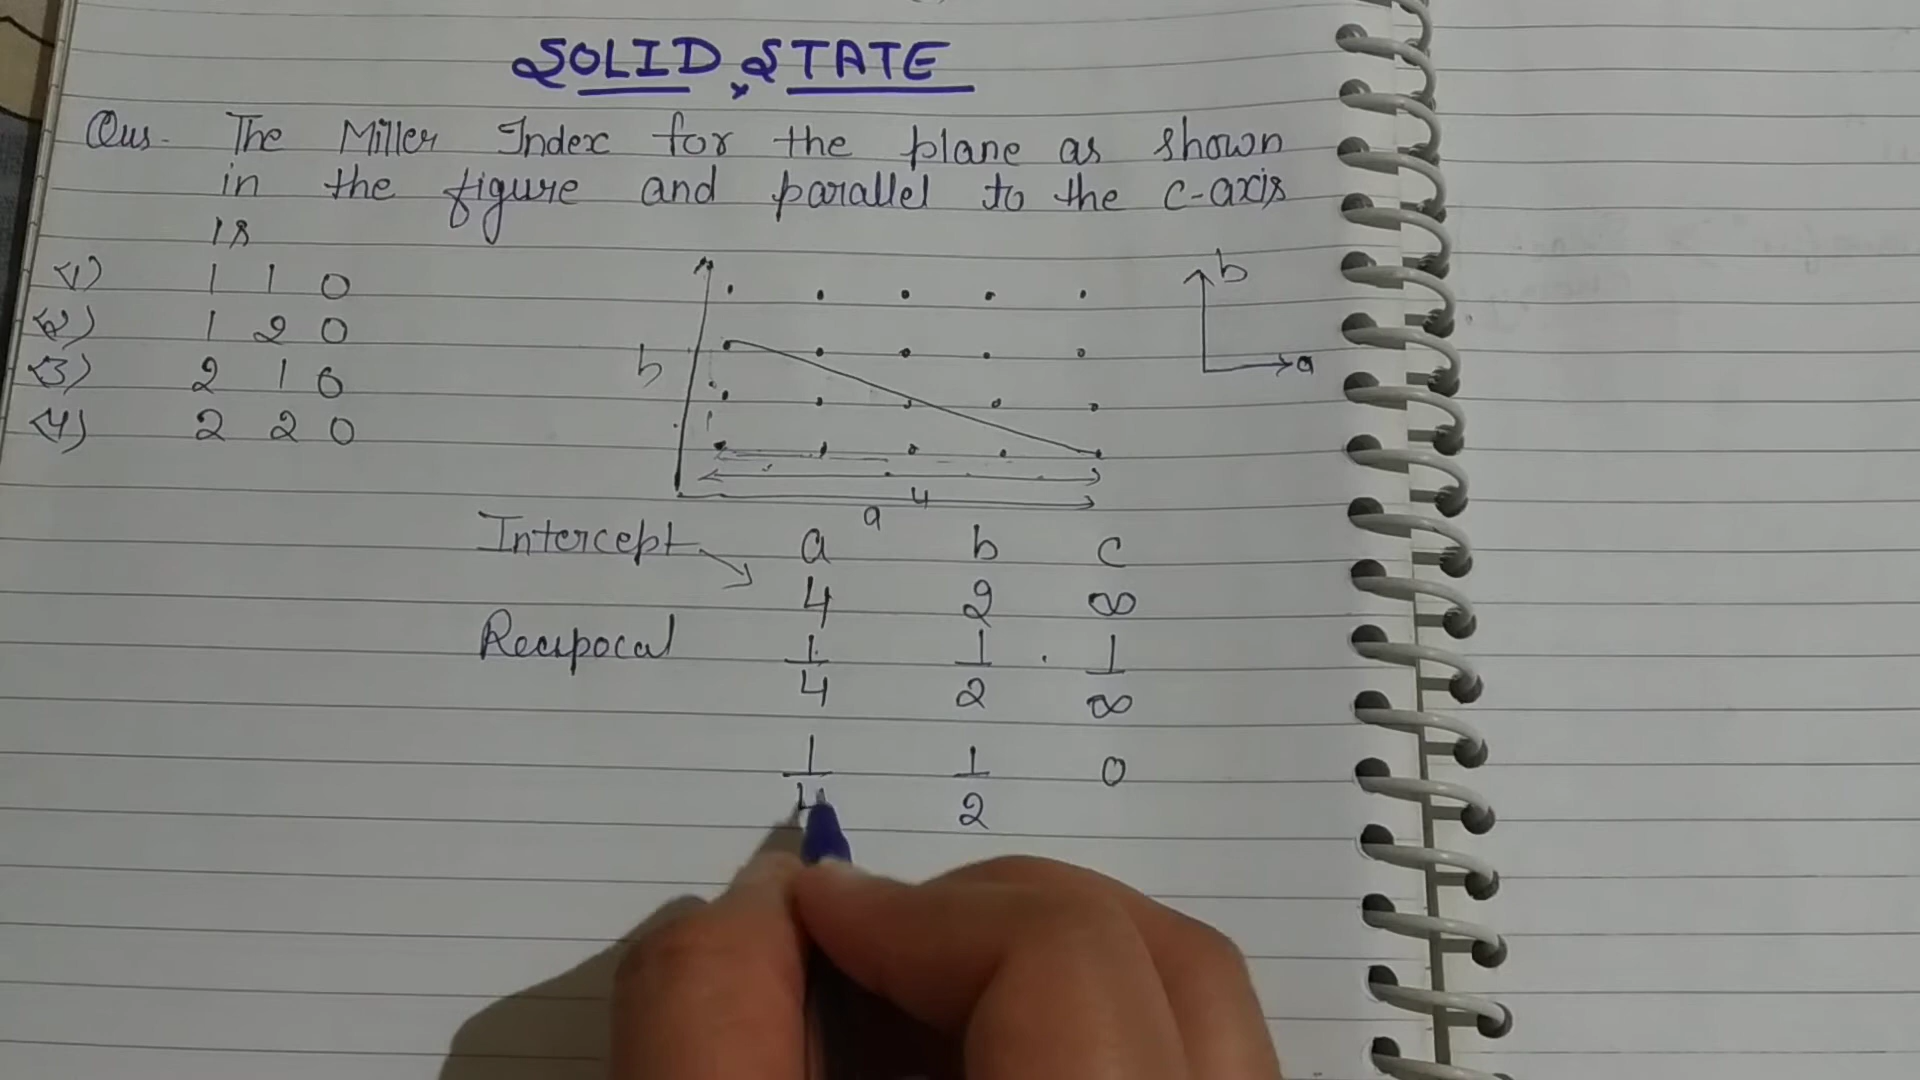 SOLID STATE
Qus. The Miller Index for the plane as shown
in the figure and parallel to the c-axis
is
(1) 1 1 0
(2) 1 2 0
(3) 2 1 0
(4) 2 2 0
b
b
a
4
a
Intercept a b c
4 2 ∞
Recipocal 1/4 1/2 1/∞
1/4 1/2 0